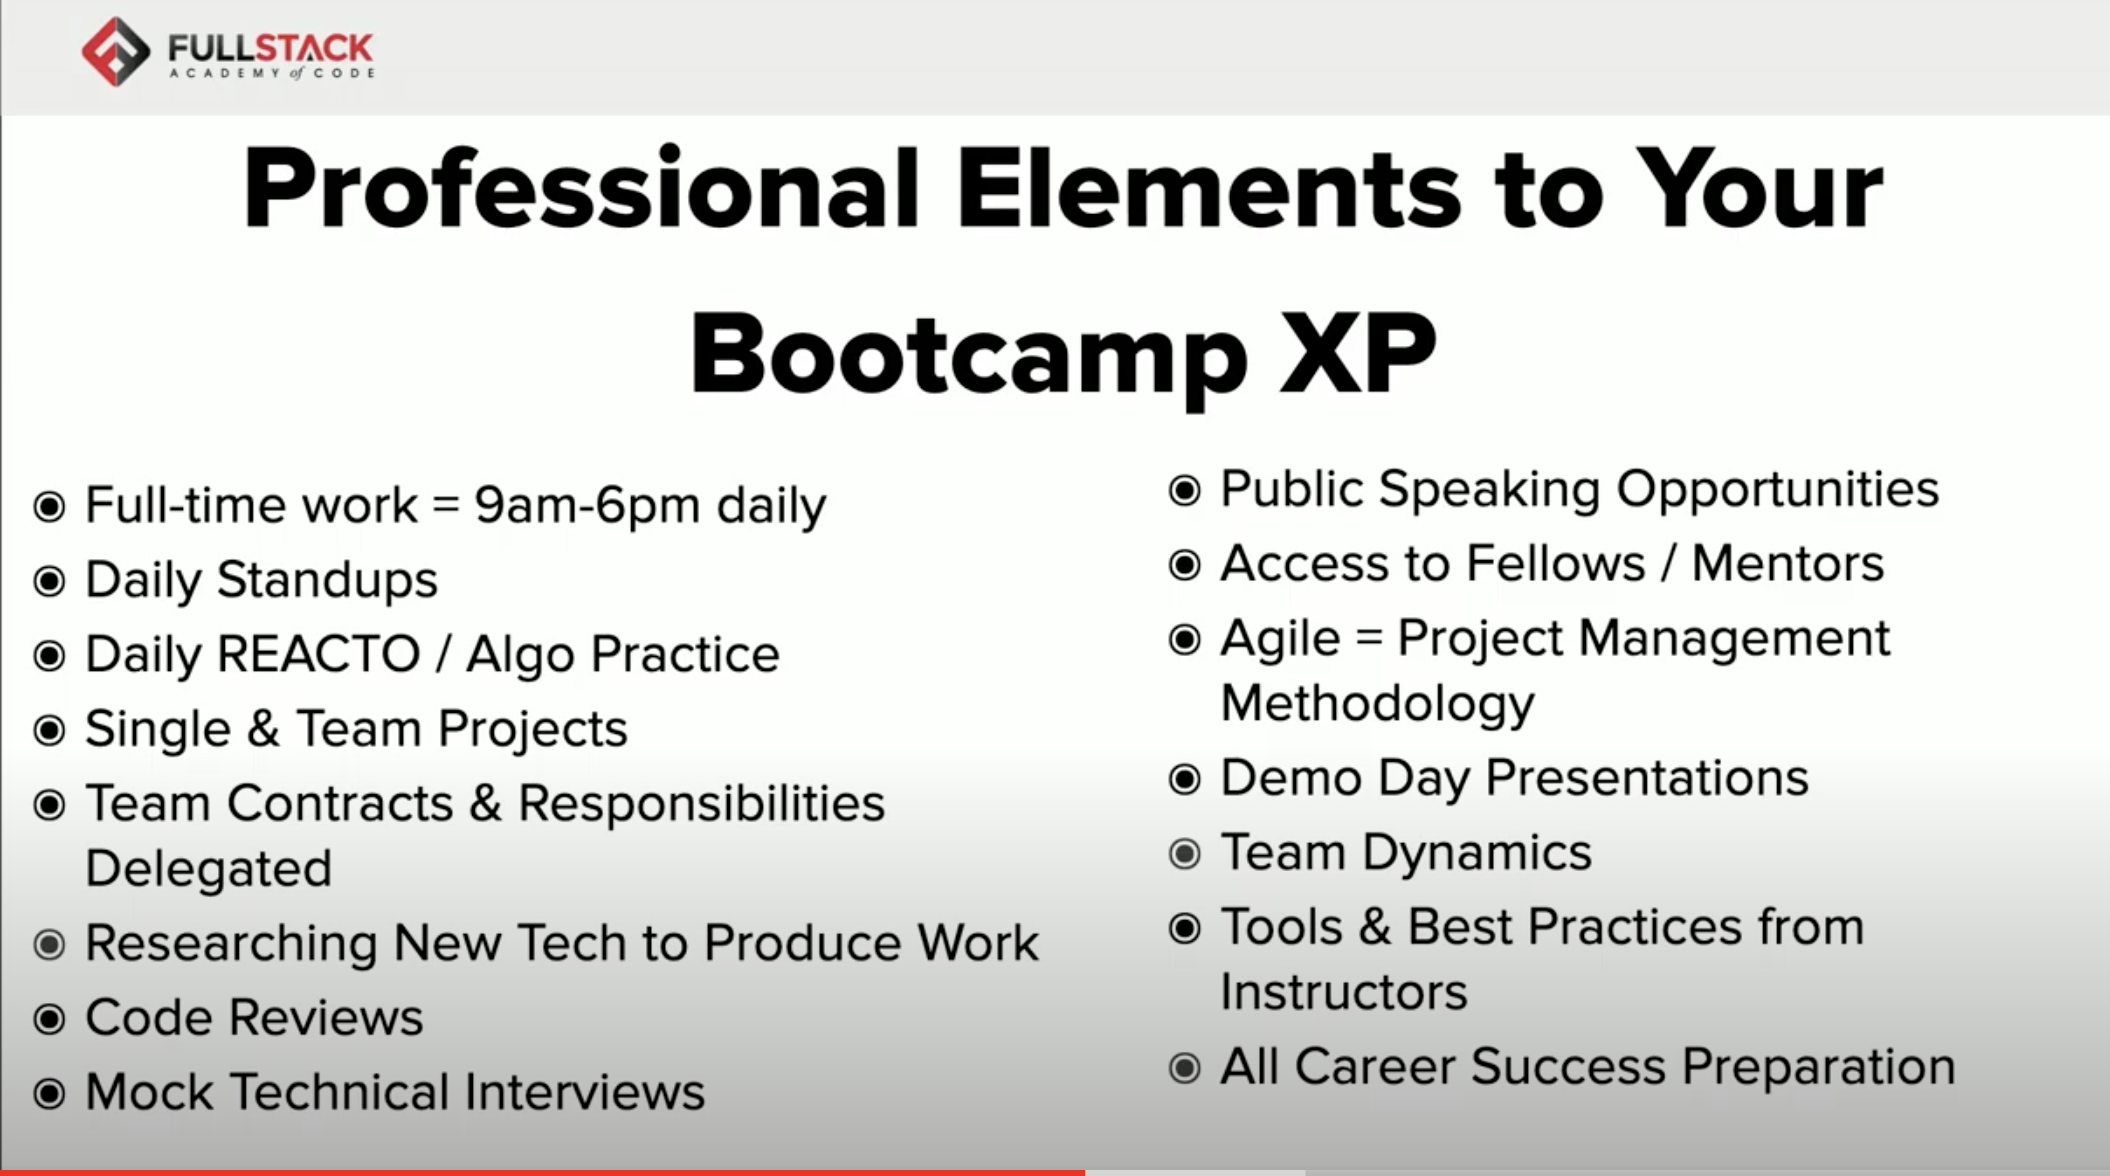 FULLSTACK
ACADEMY of CODE
Professional Elements to Your
Bootcamp XP
Full-time work = 9am-6pm daily
Daily Standups
Daily REACTO / Algo Practice
Single & Team Projects
Team Contracts & Responsibilities
Delegated
Researching New Tech to Produce Work
Code Reviews
Mock Technical Interviews
Public Speaking Opportunities
Access to Fellows / Mentors
Agile = Project Management
Methodology
Demo Day Presentations
Team Dynamics
Tools & Best Practices from
Instructors
All Career Success Preparation